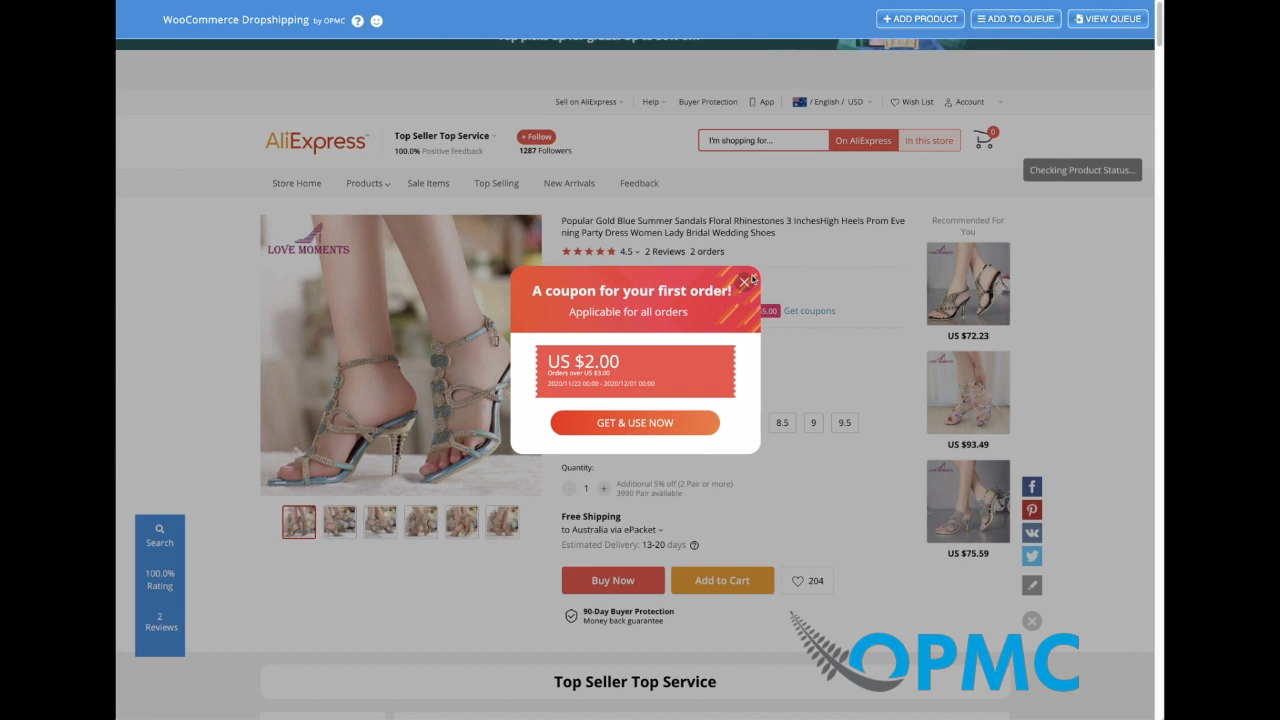 WooCommerce Dropshipping by OPMC
ADD PRODUCT
ADD TO QUEUE
VIEW QUEUE
Sell on AliExpress
Help
Buyer Protection
App
/ English / USD
Wish List
Account
AliExpress
Top Seller Top Service
100.0% Positive feedback
+ Follow
1287 Followers
I'm shopping for...
On AliExpress
In this store
0
Checking Product Status...
Store Home
Products
Sale Items
Top Selling
New Arrivals
Feedback
LOVE MOMENTS
Popular Gold Blue Summer Sandals Floral Rhinestones 3 InchesHigh Heels Prom Eve
ning Party Dress Women Lady Bridal Wedding Shoes
4.5
2 Reviews
2 orders
Recommended For
You
A coupon for your first order!
Applicable for all orders
Get coupons
US $2.00
Orders over US $3.00
2020/11/22 00:00 - 2020/12/01 00:00
GET & USE NOW
US $72.23
8.5
9
9.5
US $93.49
Quantity:
1
Additional 5% off (2 Pair or more)
3990 Pair available
Free Shipping
to Australia via ePacket
Estimated Delivery: 13-20 days
US $75.59
Search
100.0%
Rating
2
Reviews
Buy Now
Add to Cart
204
90-Day Buyer Protection
Money back guarantee
OPMC
Top Seller Top Service